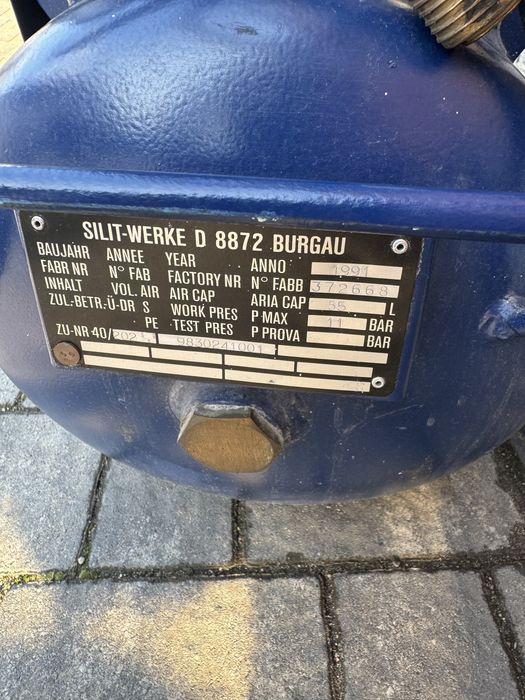 SILIT-WERKE D 8872 BURGAU
BAUJAHR ANNEE YEAR ANNO 1991
FABR NR N° FAB FACTORY NR N° FABB 372668
INHALT VOL. AIR AIR CAP ARIA CAP 55 L
ZUL.-BETR.-Ü-DR S WORK PRES P MAX 11 BAR
PE TEST PRES P PROVA BAR
ZU-NR 40/202 9830241001